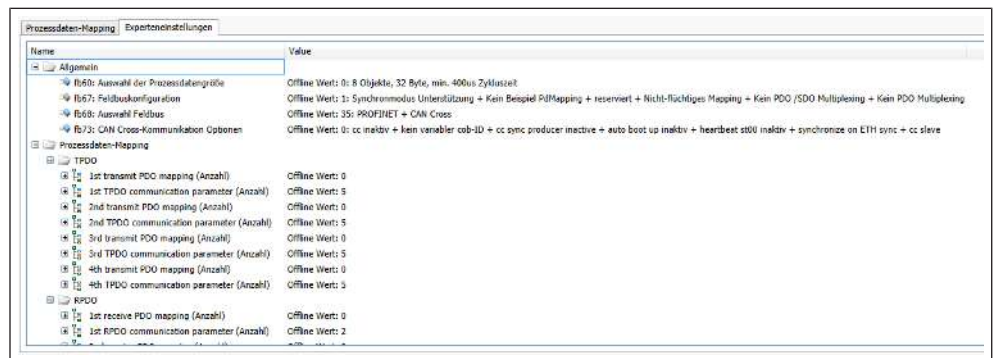 Prozessdaten-Mapping Experteneinstellungen
Name Value
Allgemein
fb60: Auswahl der Prozessdatengröße Offline Wert: 0: 8 Objekte, 32 Byte, min. 400us Zykluszeit
fb67: Feldbuskonfiguration Offline Wert: 1: Synchronmodus Unterstützung + Kein Beispiel PdMapping + reserviert + Nicht-flüchtiges Mapping + Kein PDO /SDO Multiplexing + Kein PDO Multiplexing
fb68: Auswahl Feldbus Offline Wert: 35: PROFINET + CAN Cross
fb73: CAN Cross-Kommunikation Optionen Offline Wert: 0: cc inaktiv + kein variabler cob-ID + cc sync producer inactive + auto boot up inaktiv + heartbeat st00 inaktiv + synchronize on ETH sync + cc slave
Prozessdaten-Mapping
TPDO
1st transmit PDO mapping (Anzahl) Offline Wert: 0
1st TPDO communication parameter (Anzahl) Offline Wert: 5
2nd transmit PDO mapping (Anzahl) Offline Wert: 0
2nd TPDO communication parameter (Anzahl) Offline Wert: 5
3rd transmit PDO mapping (Anzahl) Offline Wert: 0
3rd TPDO communication parameter (Anzahl) Offline Wert: 5
4th transmit PDO mapping (Anzahl) Offline Wert: 0
4th TPDO communication parameter (Anzahl) Offline Wert: 5
RPDO
1st receive PDO mapping (Anzahl) Offline Wert: 0
1st RPDO communication parameter (Anzahl) Offline Wert: 2